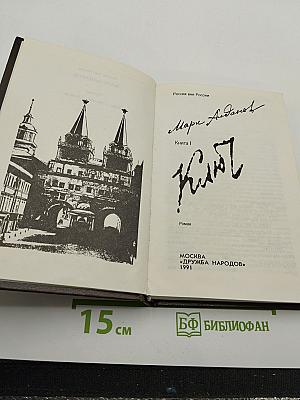 Россия вне России
Марк Алданов
Книга I
Ключ
Роман
МОСКВА
«ДРУЖБА НАРОДОВ»
1991
15 см
БФ БИБЛИОФАН